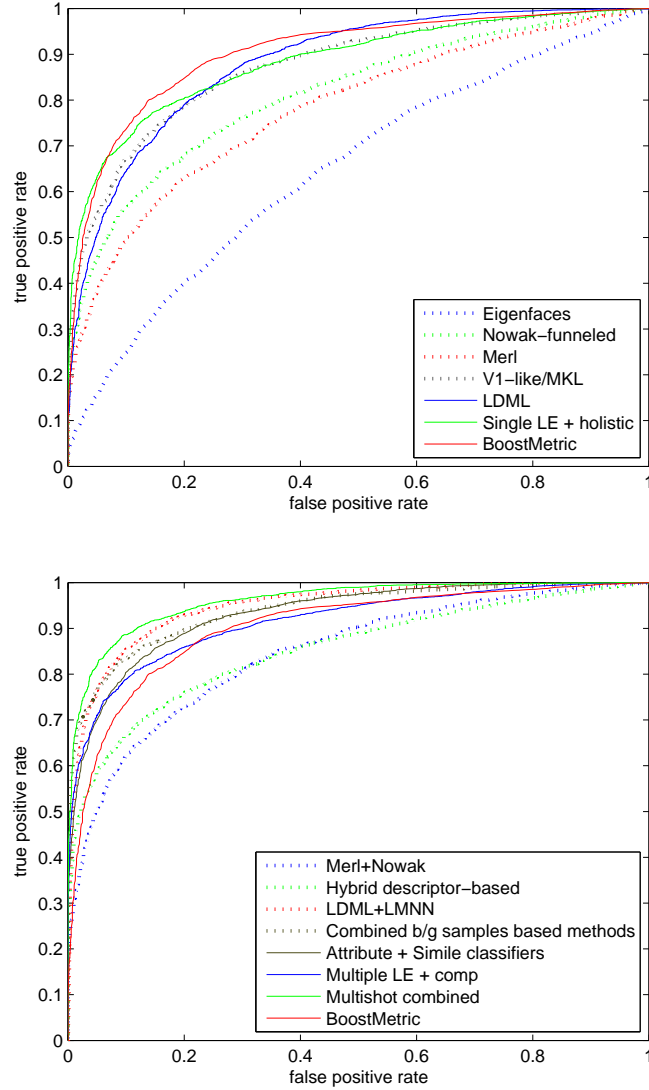 1
0.9
0.8
0.7
0.6
0.5
0.4
0.3
0.2
0.1
0
true positive rate
Eigenfaces
Nowak−funneled
Merl
V1−like/MKL
LDML
Single LE + holistic
BoostMetric
0 0.2 0.4 0.6 0.8 1
false positive rate
1
0.9
0.8
0.7
0.6
0.5
0.4
0.3
0.2
0.1
0
true positive rate
Merl+Nowak
Hybrid descriptor−based
LDML+LMNN
Combined b/g samples based methods
Attribute + Simile classifiers
Multiple LE + comp
Multishot combined
BoostMetric
0 0.2 0.4 0.6 0.8 1
false positive rate